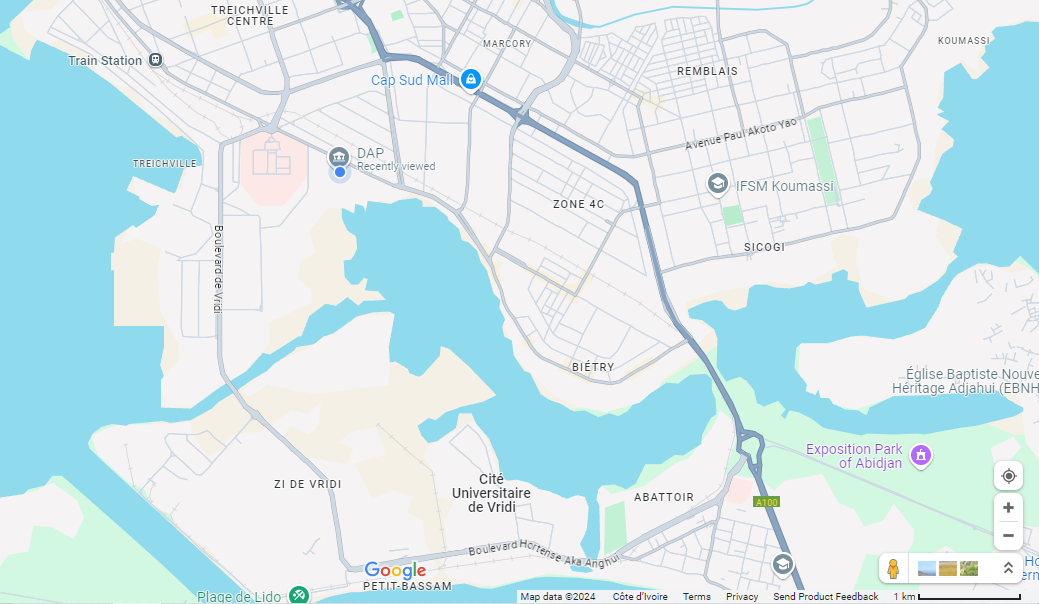 TREICHVILLE
CENTRE
MARCORY
KOUMASSI
Train Station
REMBLAIS
Cap Sud Mall
Avenue Paul Akoto Yao
DAP
Recently viewed
TREICHVILLE
IFSM Koumassi
ZONE 4C
SICOGI
Boulevard de Vridi
BIÉTRY
Église Baptiste Nouve
Héritage Adjahui (EBNH
Exposition Park
of Abidjan
ZI DE VRIDI
Cité
Universitaire
de Vridi
ABATTOIR
A100
Boulevard Hortense Aka Anghui
Google
PETIT-BASSAM
Plage de Lido
Map data ©2024 Côte d'Ivoire Terms Privacy Send Product Feedback 1 km